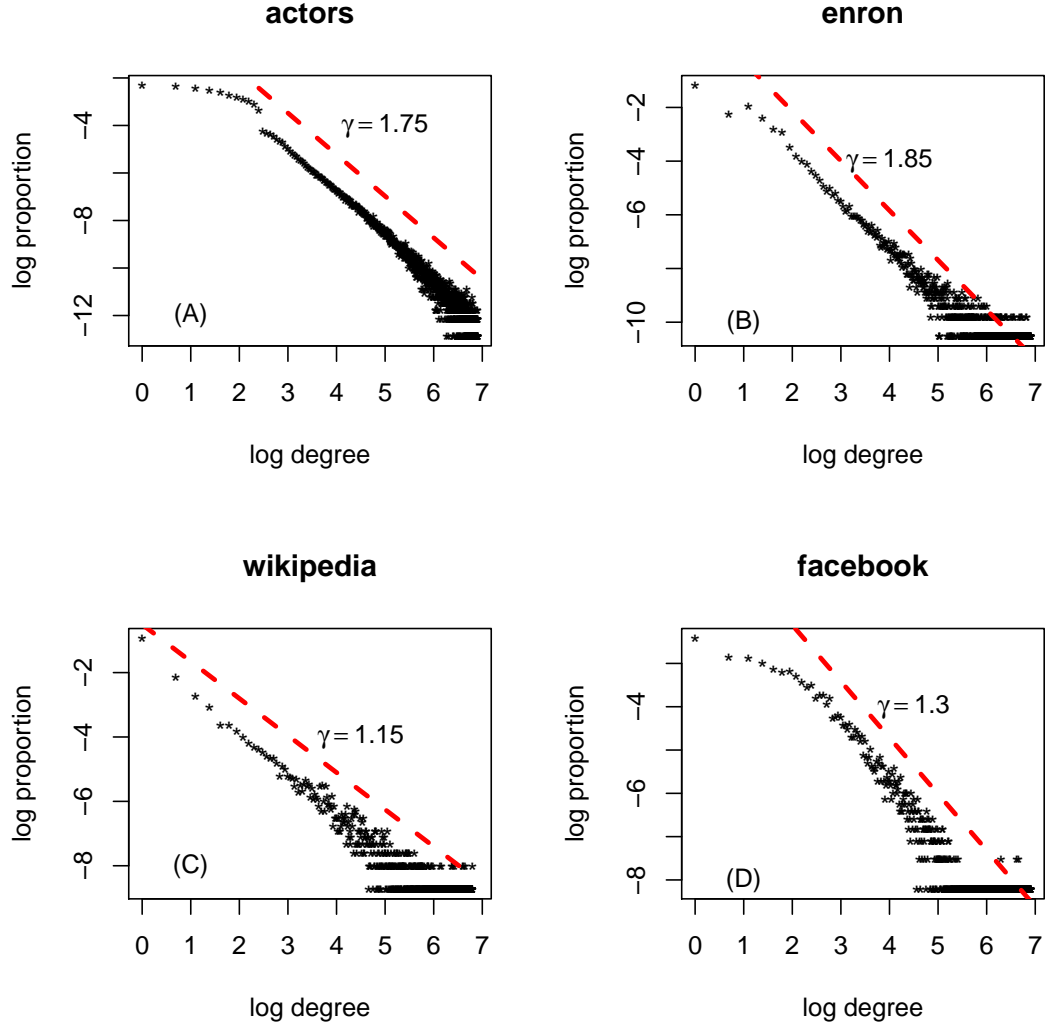 actors
log proportion
−4
−8
−12
γ = 1.75
(A)
0 1 2 3 4 5 6 7
log degree
enron
log proportion
−2
−4
−6
−10
γ = 1.85
(B)
0 1 2 3 4 5 6 7
log degree
wikipedia
log proportion
−2
−4
−6
−8
γ = 1.15
(C)
0 1 2 3 4 5 6 7
log degree
facebook
log proportion
−4
−6
−8
γ = 1.3
(D)
0 1 2 3 4 5 6 7
log degree